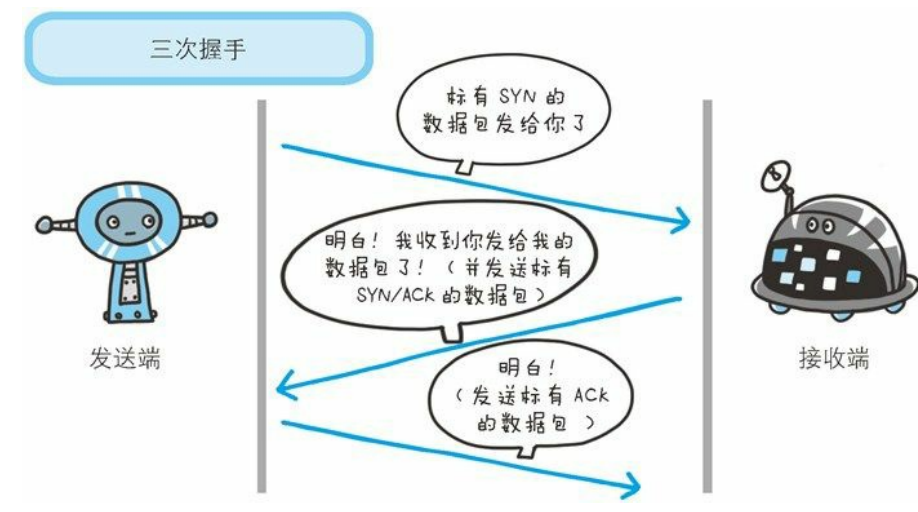 三次握手
标有 SYN 的
数据包发给你了
明白！我收到你发给我的
数据包了！（并发送标有
SYN/ACK 的数据包）
发送端
接收端
明白！
（发送标有 ACK
的数据包）